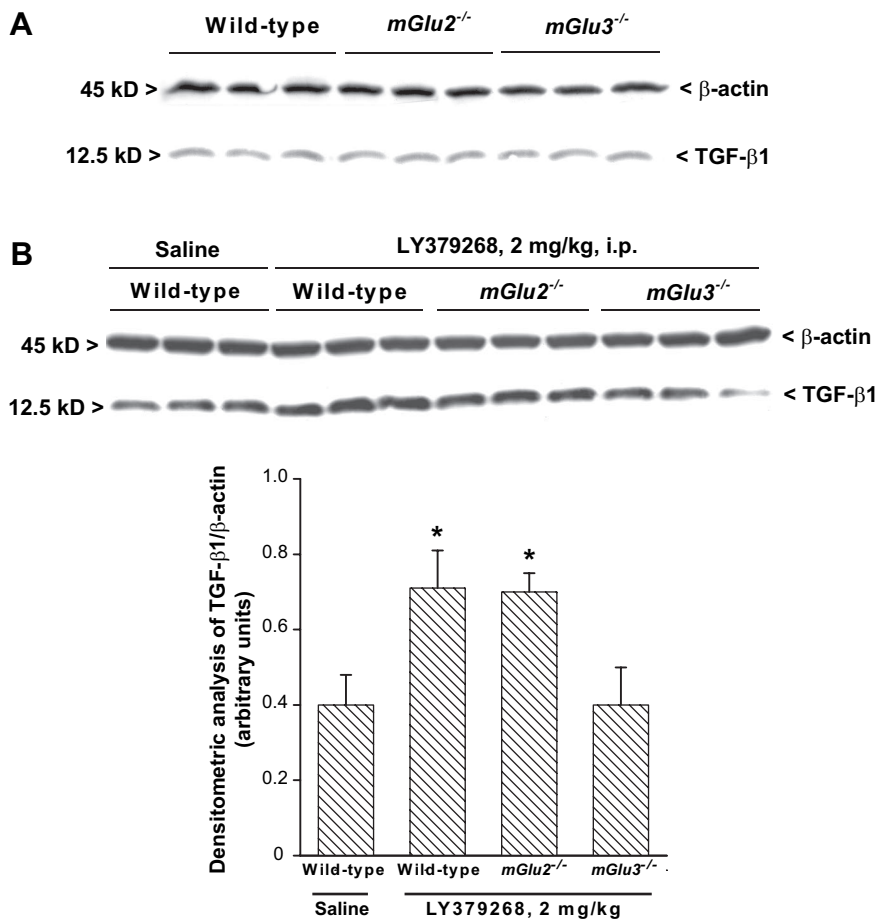 A
Wild-type mGlu2-/- mGlu3-/-
45 kD > < β-actin
12.5 kD > < TGF-β1
B
Saline LY379268, 2 mg/kg, i.p.
Wild-type Wild-type mGlu2-/- mGlu3-/-
45 kD > < β-actin
12.5 kD > < TGF-β1
Densitometric analysis of TGF-β1/β-actin
(arbitrary units)
1.0
0.8
0.6
0.4
0.2
0
* *
Wild-type Wild-type mGlu2-/- mGlu3-/-
Saline LY379268, 2 mg/kg